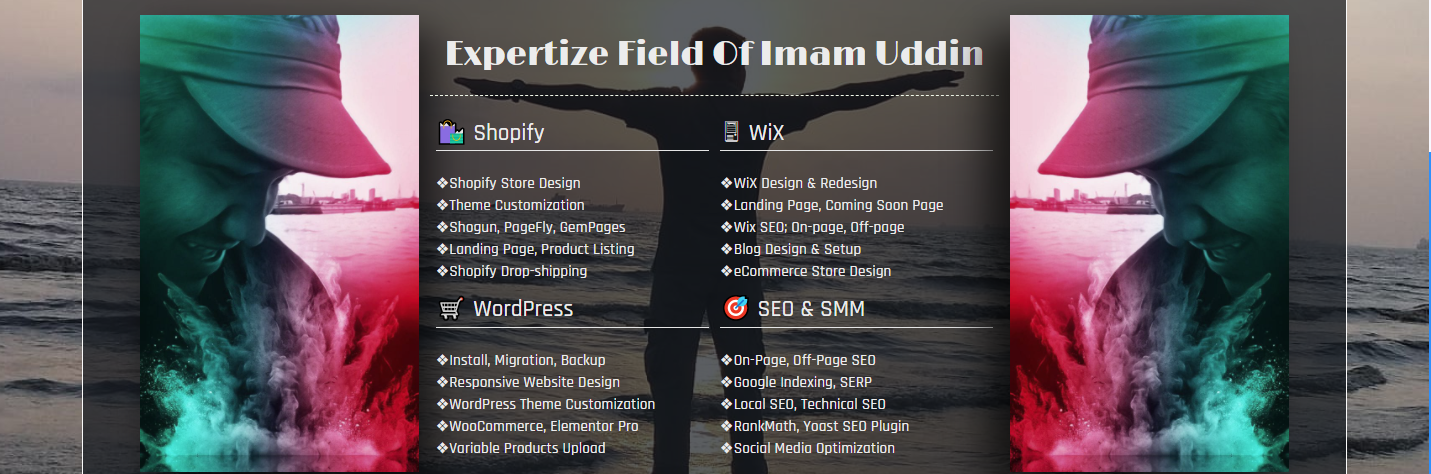 Expertize Field Of Imam Uddin
Shopify
❖Shopify Store Design
❖Theme Customization
❖Shogun, PageFly, GemPages
❖Landing Page, Product Listing
❖Shopify Drop-shipping
WiX
❖WiX Design & Redesign
❖Landing Page, Coming Soon Page
❖Wix SEO; On-page, Off-page
❖Blog Design & Setup
❖eCommerce Store Design
WordPress
❖Install, Migration, Backup
❖Responsive Website Design
❖WordPress Theme Customization
❖WooCommerce, Elementor Pro
❖Variable Products Upload
SEO & SMM
❖On-Page, Off-Page SEO
❖Google Indexing, SERP
❖Local SEO, Technical SEO
❖RankMath, Yoast SEO Plugin
❖Social Media Optimization